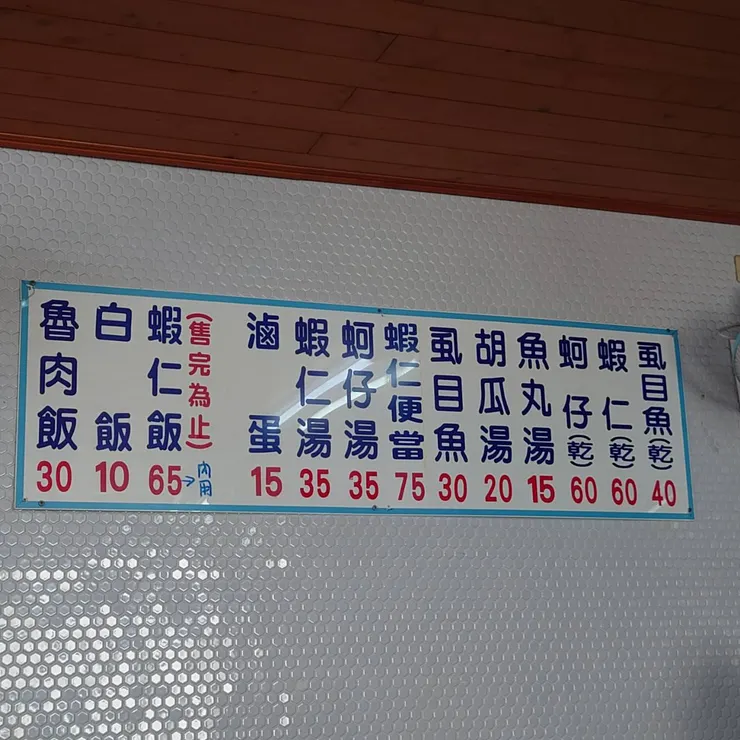 魯肉飯 30
白飯 10
蝦仁飯 65→內用
(售完為止)
滷蛋 15
蝦仁湯 35
蚵仔湯 35
蝦仁便當 75
虱目魚 30
胡瓜湯 20
魚丸湯 15
蚵仔(乾) 60
蝦仁(乾) 60
虱目魚(乾) 40